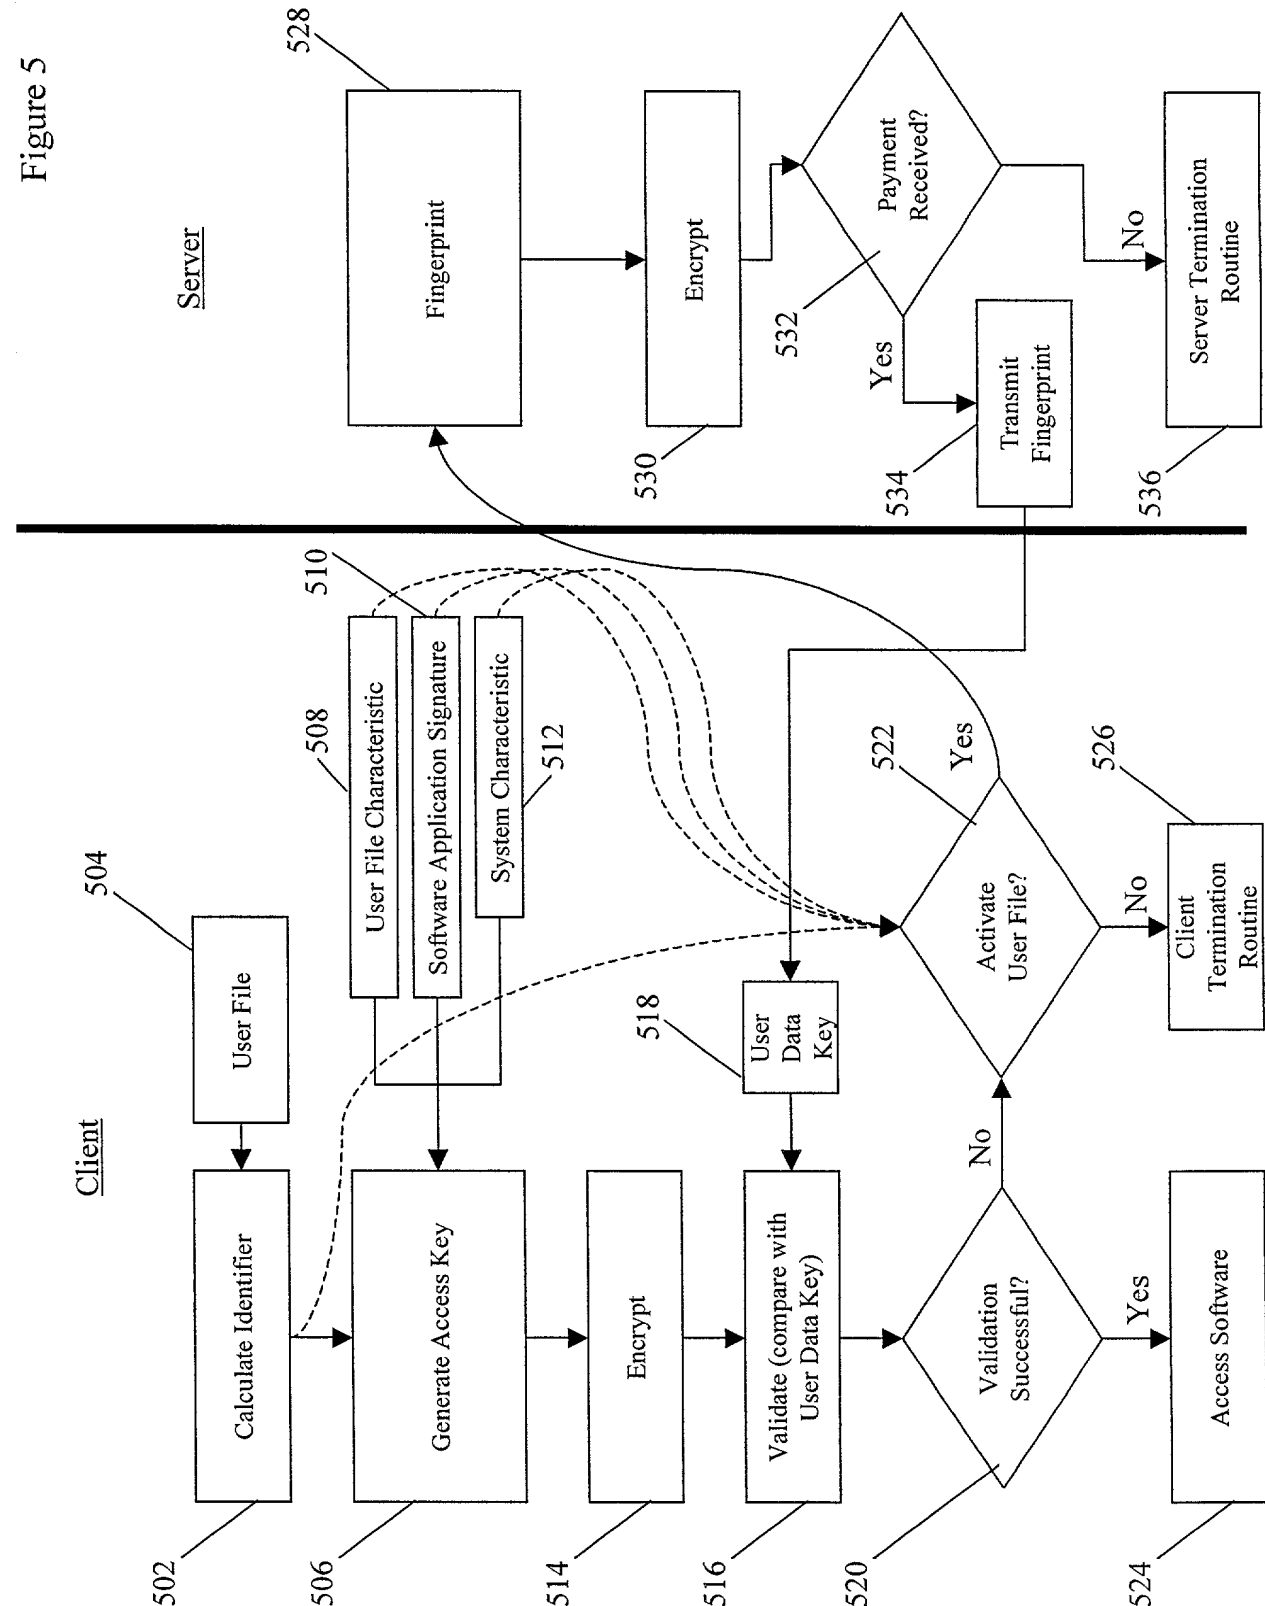 Figure 5
Client
Server
502
Calculate Identifier
504
User File
506
Generate Access Key
508
User File Characteristic
510
Software Application Signature
512
System Characteristic
514
Encrypt
516
Validate (compare with
User Data Key)
518
User
Data
Key
520
Validation
Successful?
No
Yes
522
Activate
User File?
Yes
No
524
Access Software
526
Client
Termination
Routine
528
Fingerprint
530
Encrypt
532
Payment
Received?
Yes
No
534
Transmit
Fingerprint
536
Server Termination
Routine